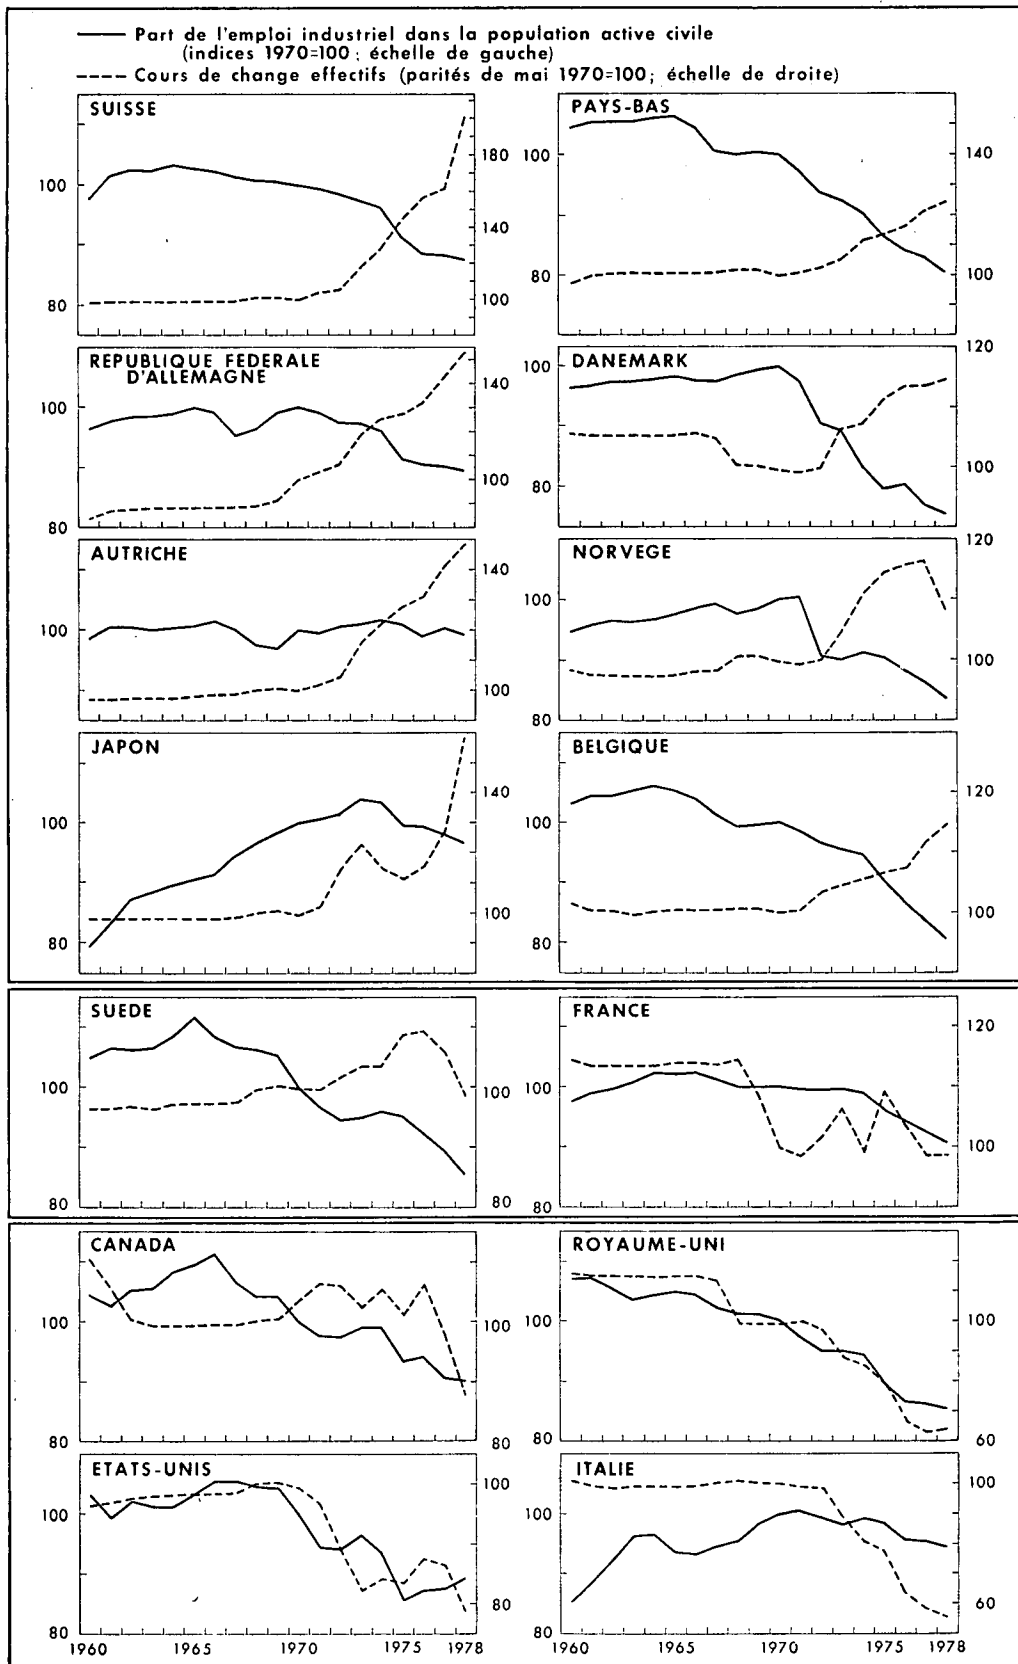 Part de l'emploi industriel dans la population active civile
(indices 1970=100; échelle de gauche)
Cours de change effectifs (parités de mai 1970=100; échelle de droite)
SUISSE
100
80
180
140
100
PAYS-BAS
100
80
140
100
REPUBLIQUE FEDERALE
D'ALLEMAGNE
100
80
140
100
DANEMARK
100
80
120
100
AUTRICHE
100
140
100
NORVEGE
100
80
120
100
JAPON
100
80
140
100
BELGIQUE
100
80
120
100
SUEDE
100
80
100
80
FRANCE
100
80
120
100
CANADA
100
80
100
80
ROYAUME-UNI
100
80
100
60
ETATS-UNIS
100
80
100
80
ITALIE
100
80
100
60
1960 1965 1970 1975 1978
1960 1965 1970 1975 1978